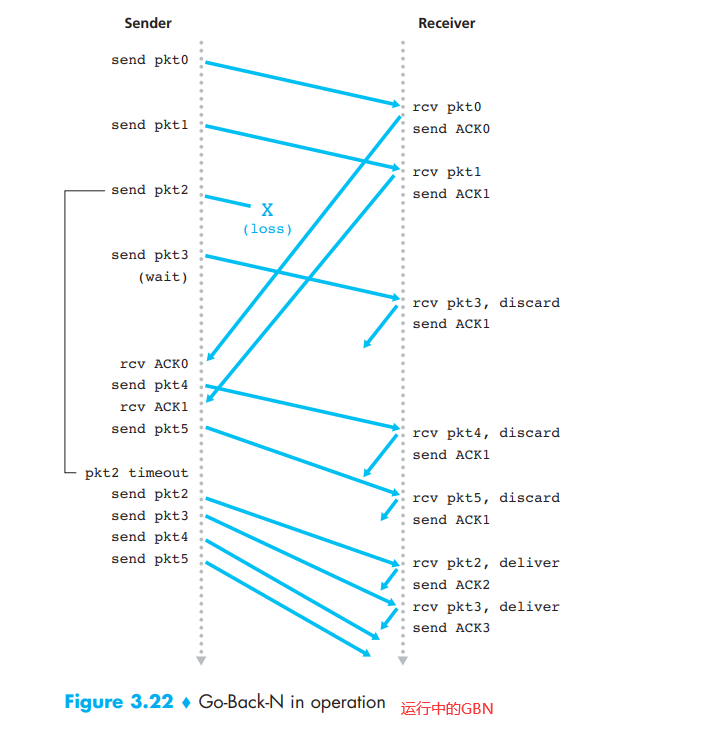 Sender
Receiver
send pkt0
rcv pkt0
send ACK0
send pkt1
rcv pkt1
send ACK1
send pkt2
X
(loss)
send pkt3
(wait)
rcv pkt3, discard
send ACK1
rcv ACK0
send pkt4
rcv ACK1
send pkt5
rcv pkt4, discard
send ACK1
pkt2 timeout
send pkt2
send pkt3
send pkt4
send pkt5
rcv pkt5, discard
send ACK1
rcv pkt2, deliver
send ACK2
rcv pkt3, deliver
send ACK3
Figure 3.22 ♦ Go-Back-N in operation 运行中的GBN